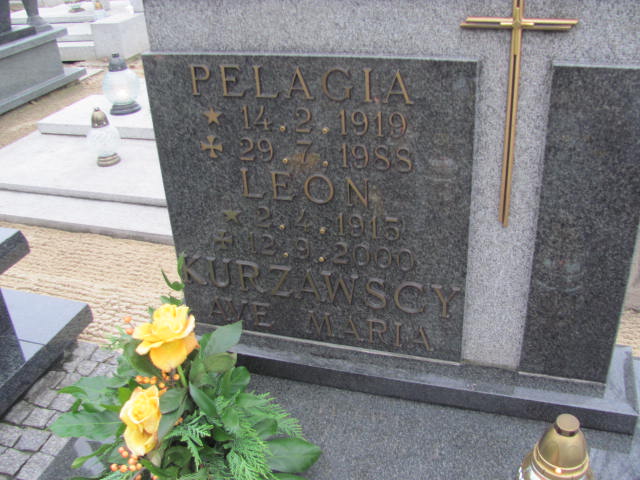 PELAGIA
14.2.1919
29.7.1988
LEON
2.4.1915
12.9.2000
KURZAWSCY
AVE MARIA